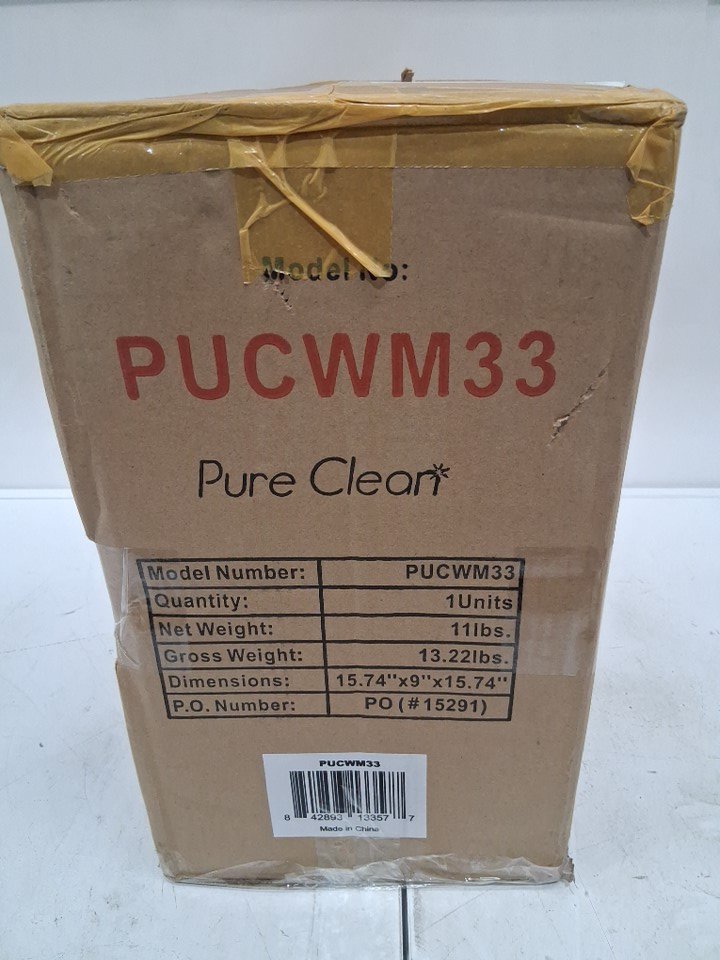 Model No:
PUCWM33
Pure Clean
Model Number: PUCWM33
Quantity: 1Units
Net Weight: 11lbs.
Gross Weight: 13.22lbs.
Dimensions: 15.74"x9"x15.74"
P.O. Number: PO(#15291)
PUCWM33
8 42893 13357 7
Made in China